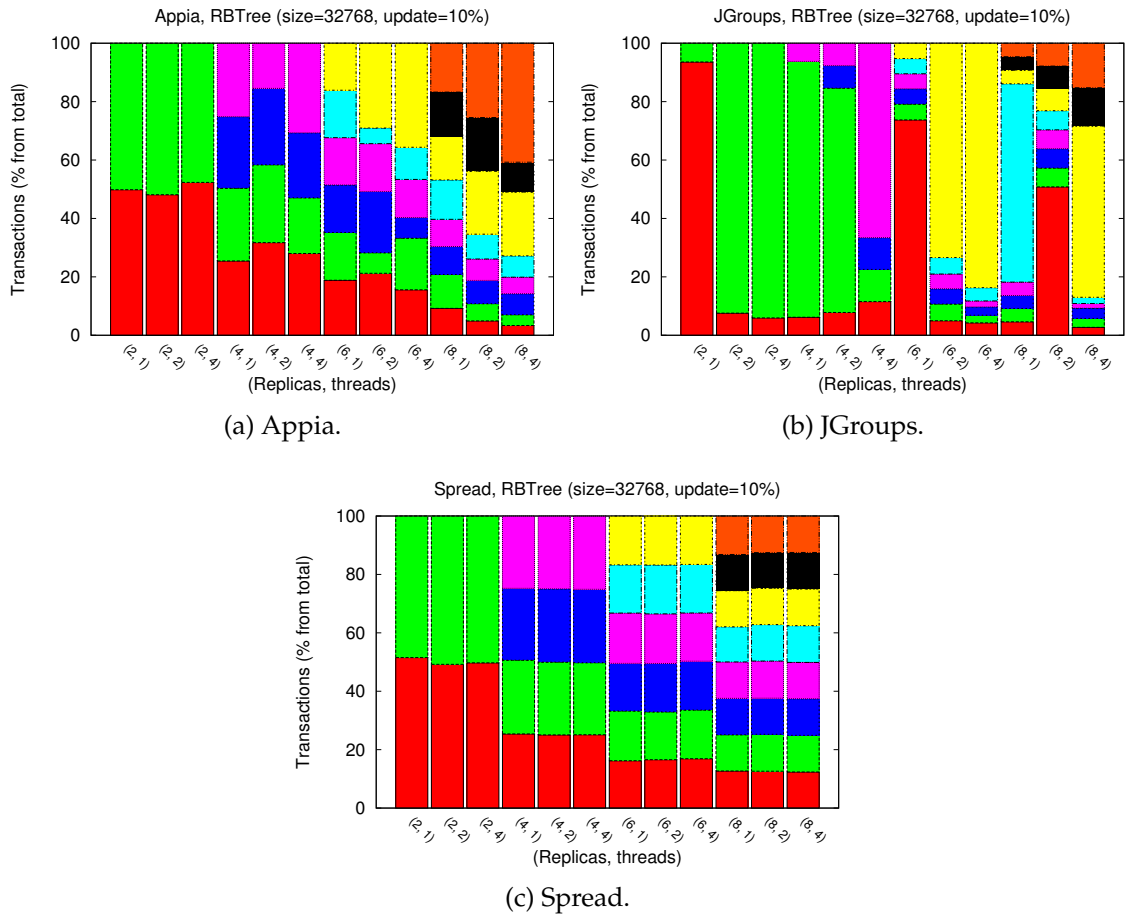 Appia, RBTree (size=32768, update=10%)
100
80
60
40
20
0
Transactions (% from total)
(2, 1) (2, 2) (2, 4) (4, 1) (4, 2) (4, 4) (6, 1) (6, 2) (6, 4) (8, 1) (8, 2) (8, 4)
(Replicas, threads)
(a) Appia.
JGroups, RBTree (size=32768, update=10%)
100
80
60
40
20
0
Transactions (% from total)
(2, 1) (2, 2) (2, 4) (4, 1) (4, 2) (4, 4) (6, 1) (6, 2) (6, 4) (8, 1) (8, 2) (8, 4)
(Replicas, threads)
(b) JGroups.
Spread, RBTree (size=32768, update=10%)
100
80
60
40
20
0
Transactions (% from total)
(2, 1) (2, 2) (2, 4) (4, 1) (4, 2) (4, 4) (6, 1) (6, 2) (6, 4) (8, 1) (8, 2) (8, 4)
(Replicas, threads)
(c) Spread.